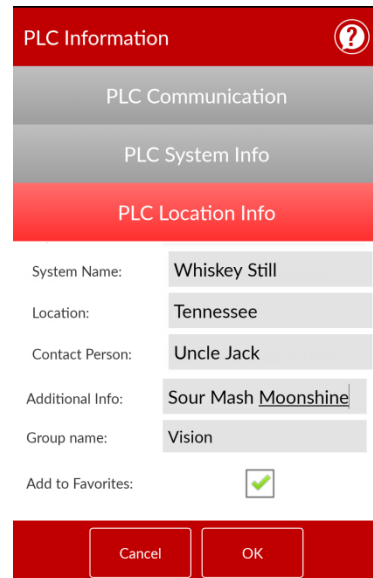 PLC Information ?
PLC Communication
PLC System Info
PLC Location Info
System Name: Whiskey Still
Location: Tennessee
Contact Person: Uncle Jack
Additional Info: Sour Mash Moonshine
Group name: Vision
Add to Favorites:
Cancel OK